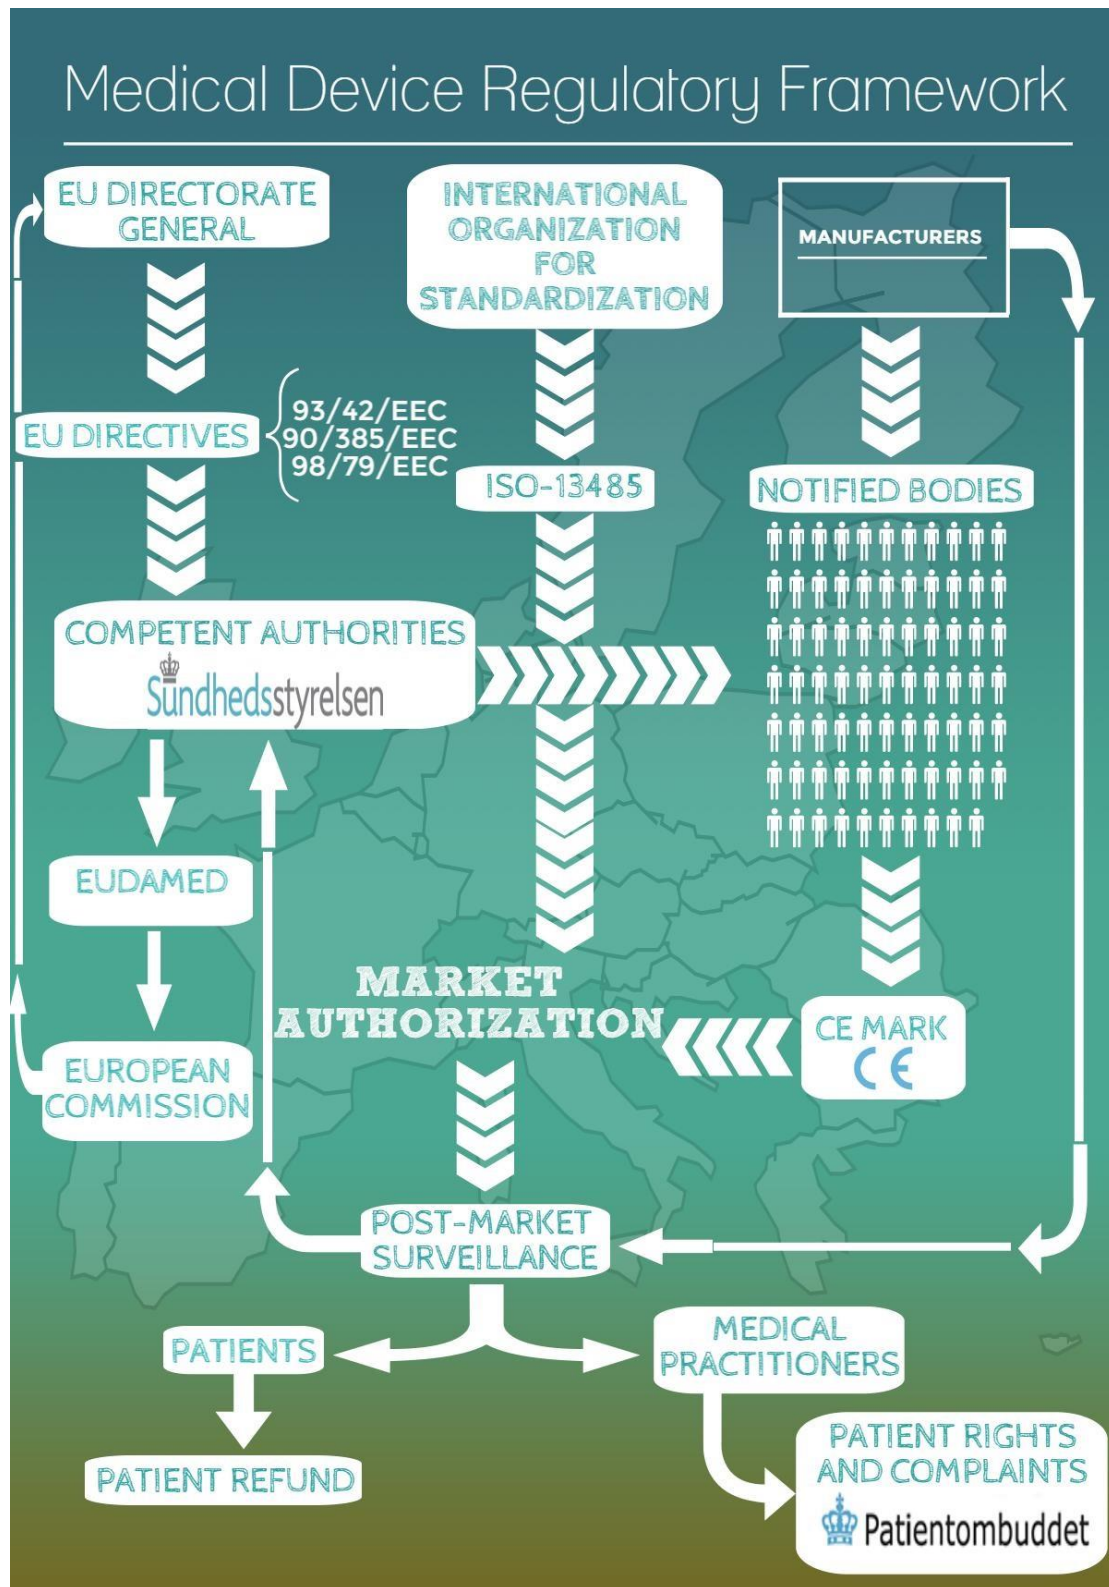 Medical Device Regulatory Framework
EU DIRECTORATE
GENERAL
INTERNATIONAL
ORGANIZATION
FOR
STANDARDIZATION
MANUFACTURERS
EU DIRECTIVES
93/42/EEC
90/385/EEC
98/79/EEC
ISO-13485
NOTIFIED BODIES
COMPETENT AUTHORITIES
Sundhedsstyrelsen
EUDAMED
MARKET
AUTHORIZATION
CE MARK
CE
EUROPEAN
COMMISSION
POST-MARKET
SURVEILLANCE
PATIENTS
MEDICAL
PRACTITIONERS
PATIENT REFUND
PATIENT RIGHTS
AND COMPLAINTS
Patientombuddet